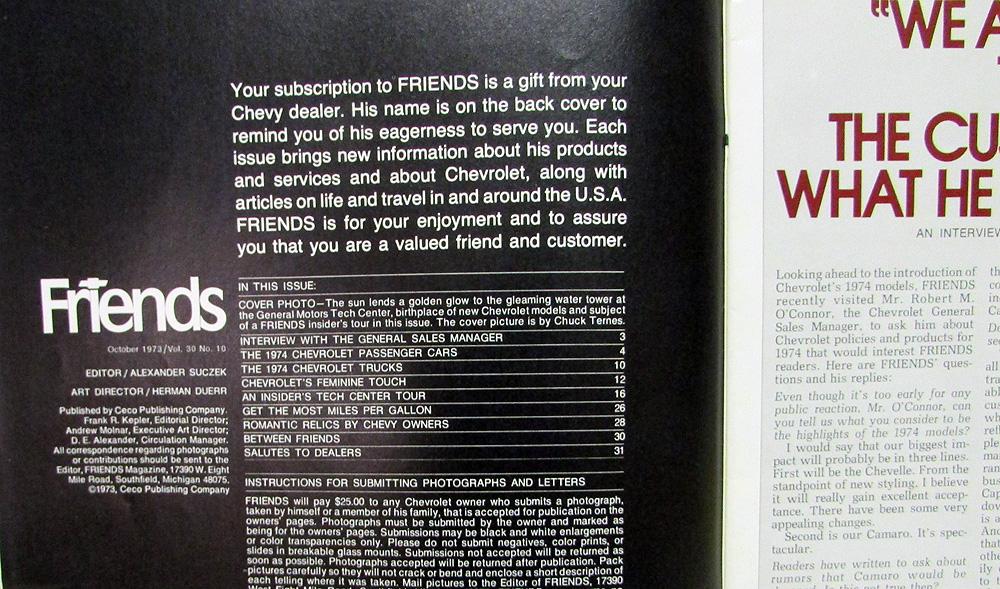 Your subscription to FRIENDS is a gift from your
Chevy dealer. His name is on the back cover to
remind you of his eagerness to serve you. Each
issue brings new information about his products
and services and about Chevrolet, along with
articles on life and travel in and around the U.S.A.
FRIENDS is for your enjoyment and to assure
you that you are a valued friend and customer.
Friends
October 1973/Vol. 30 No. 10
EDITOR / ALEXANDER SUCZEK
ART DIRECTOR / HERMAN DUERR
Published by Ceco Publishing Company.
Frank R. Kepler, Editorial Director;
Andrew Molnar, Executive Art Director;
D. E. Alexander, Circulation Manager.
All correspondence regarding photographs
or contributions should be sent to the
Editor, FRIENDS Magazine, 17390 W. Eight
Mile Road, Southfield, Michigan 48075.
©1973, Ceco Publishing Company
IN THIS ISSUE:
COVER PHOTO—The sun lends a golden glow to the gleaming water tower at
the General Motors Tech Center, birthplace of new Chevrolet models and subject
of a FRIENDS insider's tour in this issue. The cover picture is by Chuck Ternes.
INTERVIEW WITH THE GENERAL SALES MANAGER 3
THE 1974 CHEVROLET PASSENGER CARS 4
THE 1974 CHEVROLET TRUCKS 10
CHEVROLET'S FEMININE TOUCH 12
AN INSIDER'S TECH CENTER TOUR 16
GET THE MOST MILES PER GALLON 26
ROMANTIC RELICS BY CHEVY OWNERS 28
BETWEEN FRIENDS 30
SALUTES TO DEALERS 31
INSTRUCTIONS FOR SUBMITTING PHOTOGRAPHS AND LETTERS
FRIENDS will pay $25.00 to any Chevrolet owner who submits a photograph,
taken by himself or a member of his family, that is accepted for publication on the
owners' pages. Photographs must be submitted by the owner and marked as
being for the owners' pages. Submissions may be black and white enlargements
or color transparencies only. Please do not submit negatives, color prints, or
slides in breakable glass mounts. Submissions not accepted will be returned as
soon as possible. Photographs accepted will be returned after publication. Pack
pictures carefully so they will not crack or bend and enclose a short description of
each telling where it was taken. Mail pictures to the Editor of FRIENDS, 17390
"WE A
THE CU
WHAT HE
AN INTERVIEW
Looking ahead to the introduction of
Chevrolet's 1974 models, FRIENDS
recently visited Mr. Robert M.
O'Connor, the Chevrolet General
Sales Manager, to ask him about
Chevrolet policies and products for
1974 that would interest FRIENDS
readers. Here are FRIENDS' ques-
tions and his replies:
Even though it's too early for any
public reaction, Mr. O'Connor, can
you tell us what you consider to be
the highlights of the 1974 models?
I would say that our biggest im-
pact will probably be in three lines.
First will be the Chevelle. From the
standpoint of new styling. I believe
it will really gain excellent accep-
tance. There have been some very
appealing changes.
Second is our Camaro. It's spec-
tacular.
Readers have written to ask about
rumors that Camaro would be